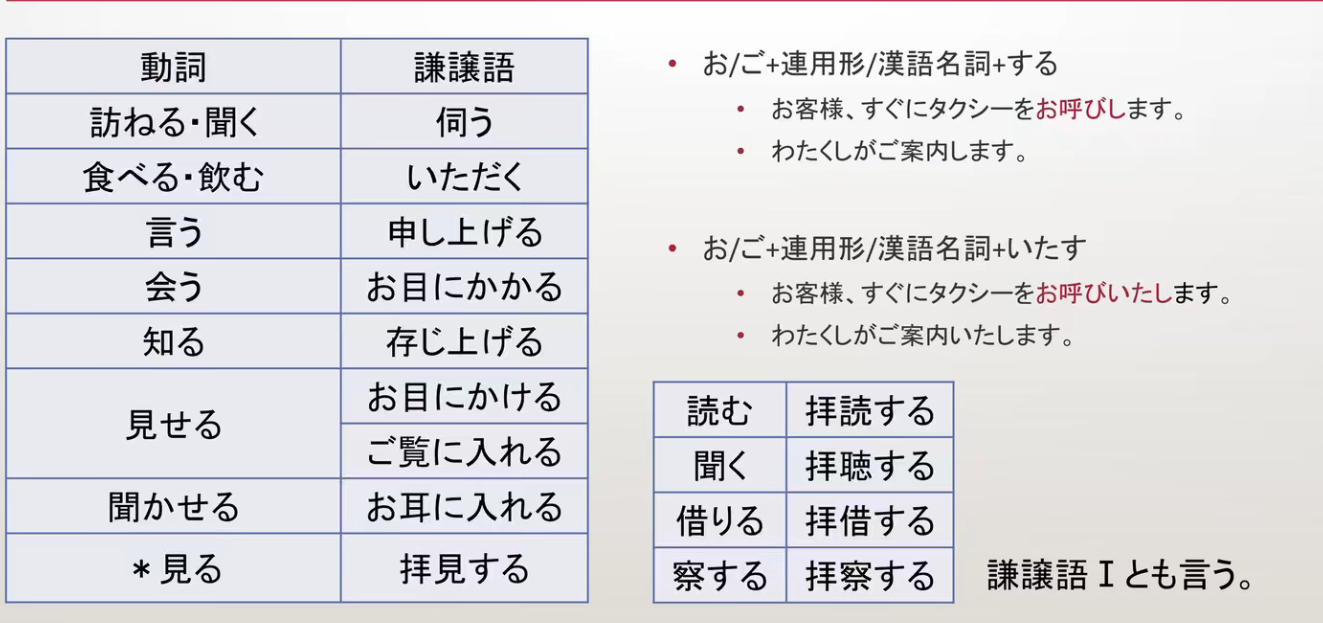 動詞 謙譲語
訪ねる・聞く 伺う
食べる・飲む いただく
言う 申し上げる
会う お目にかかる
知る 存じ上げる
見せる お目にかける
ご覧に入れる
聞かせる お耳に入れる
*見る 拝見する
• お/ご+連用形/漢語名詞+する
• お客様、すぐにタクシーをお呼びします。
• わたくしがご案内します。
• お/ご+連用形/漢語名詞+いたす
• お客様、すぐにタクシーをお呼びいたします。
• わたくしがご案内いたします。
読む 拝読する
聞く 拝聴する
借りる 拝借する
察する 拝察する
謙譲語Ⅰとも言う。